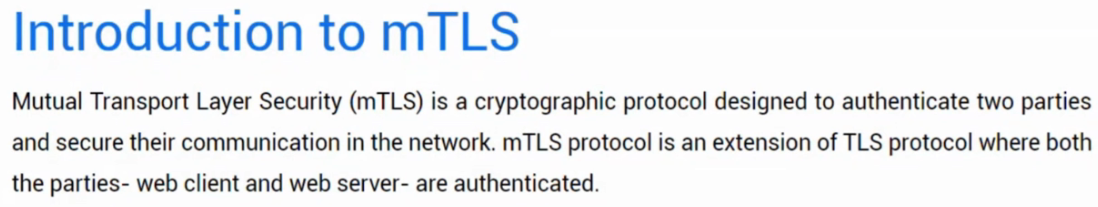 Introduction to mTLS
Mutual Transport Layer Security (mTLS) is a cryptographic protocol designed to authenticate two parties
and secure their communication in the network. mTLS protocol is an extension of TLS protocol where both
the parties- web client and web server- are authenticated.